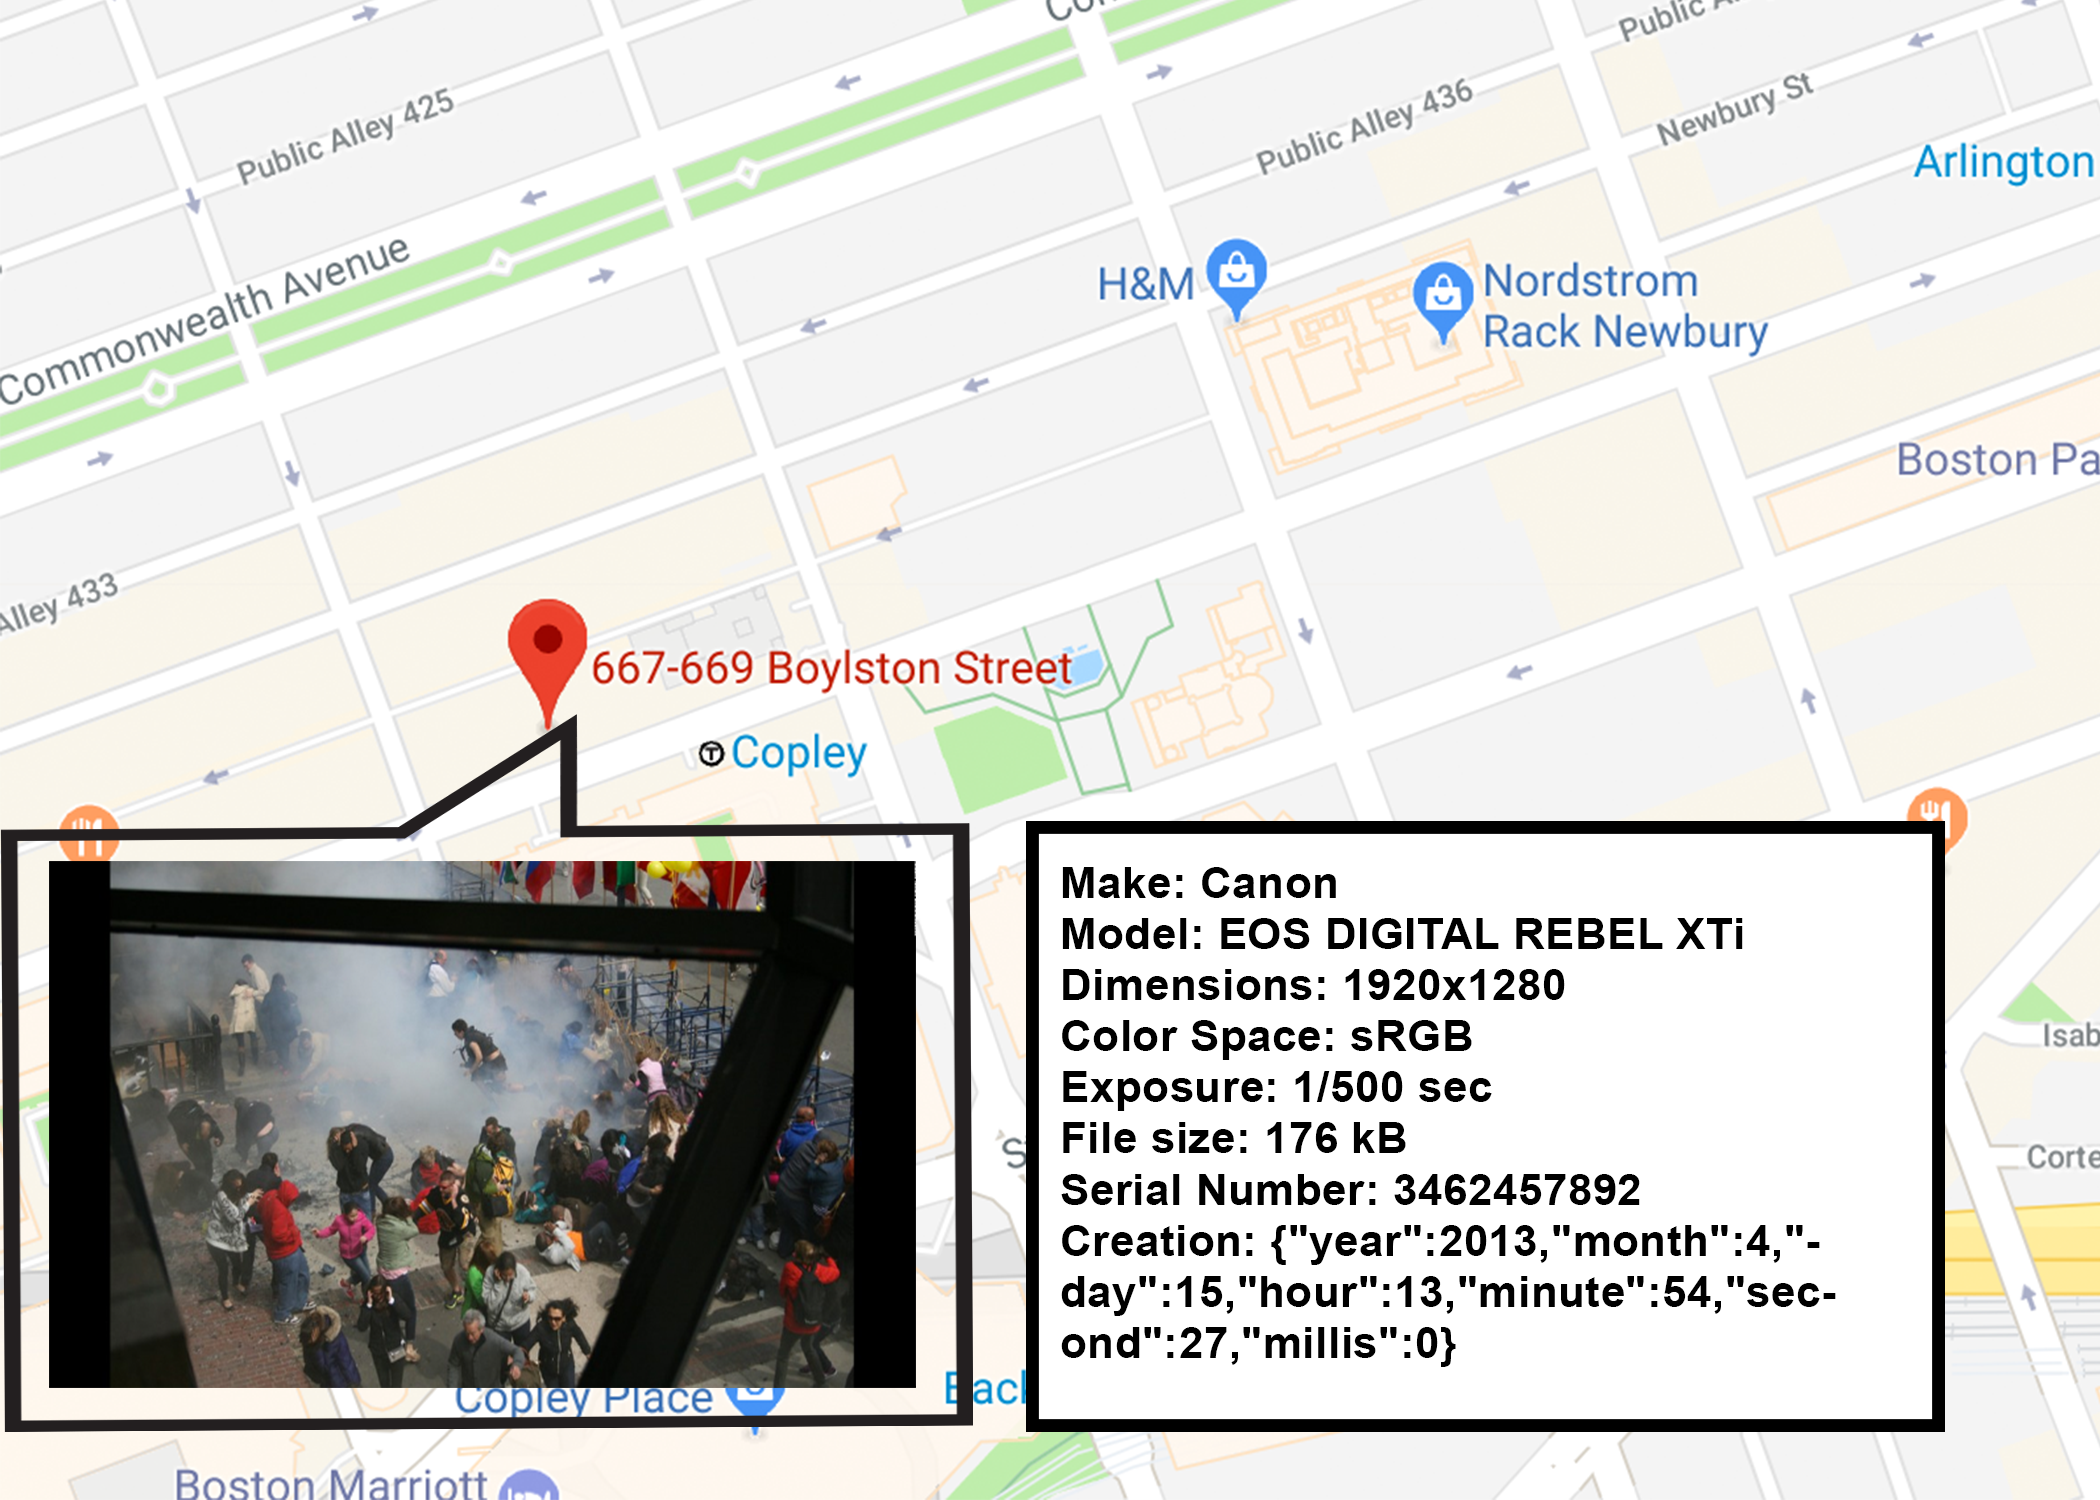 Public Alley 425
Public Alley 436
Newbury St
Arlington
Commonwealth Avenue
H&M
Nordstrom
Rack Newbury
Boston Pa
Alley 433
667-669 Boylston Street
T Copley
Make: Canon
Model: EOS DIGITAL REBEL XTi
Dimensions: 1920x1280
Color Space: sRGB
Exposure: 1/500 sec
File size: 176 kB
Serial Number: 3462457892
Creation: {"year":2013,"month":4,"-
day":15,"hour":13,"minute":54,"sec-
ond":27,"millis":0}
Isab
Corte
Copley Place
Back
Boston Marriott